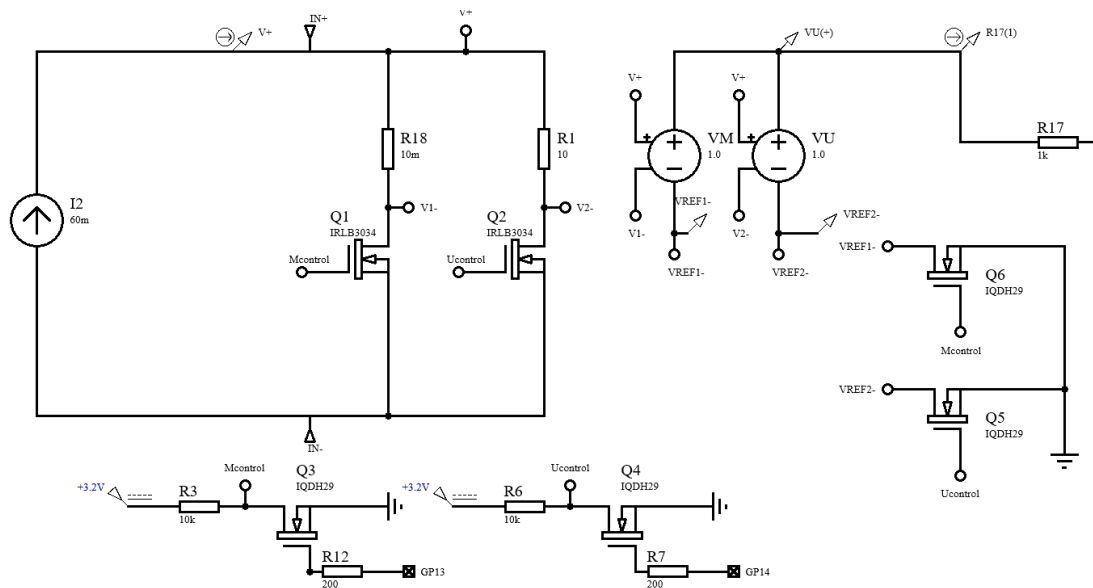 IN+
V+
V+
VU(+)
R17(1)
V+
V+
R18
10m
R1
10
VM
1.0
VU
1.0
R17
1k
I2
60m
V1-
V2-
Q1
IRLB3034
Q2
IRLB3034
Mcontrol
Ucontrol
V1-
V2-
VREF1-
VREF2-
VREF1-
VREF2-
VREF1-
Q6
IQDH29
Mcontrol
VREF2-
Q5
IQDH29
Ucontrol
IN-
+3.2V
R3
10k
Mcontrol
Q3
IQDH29
R12
200
GP13
+3.2V
R6
10k
Ucontrol
Q4
IQDH29
R7
200
GP14